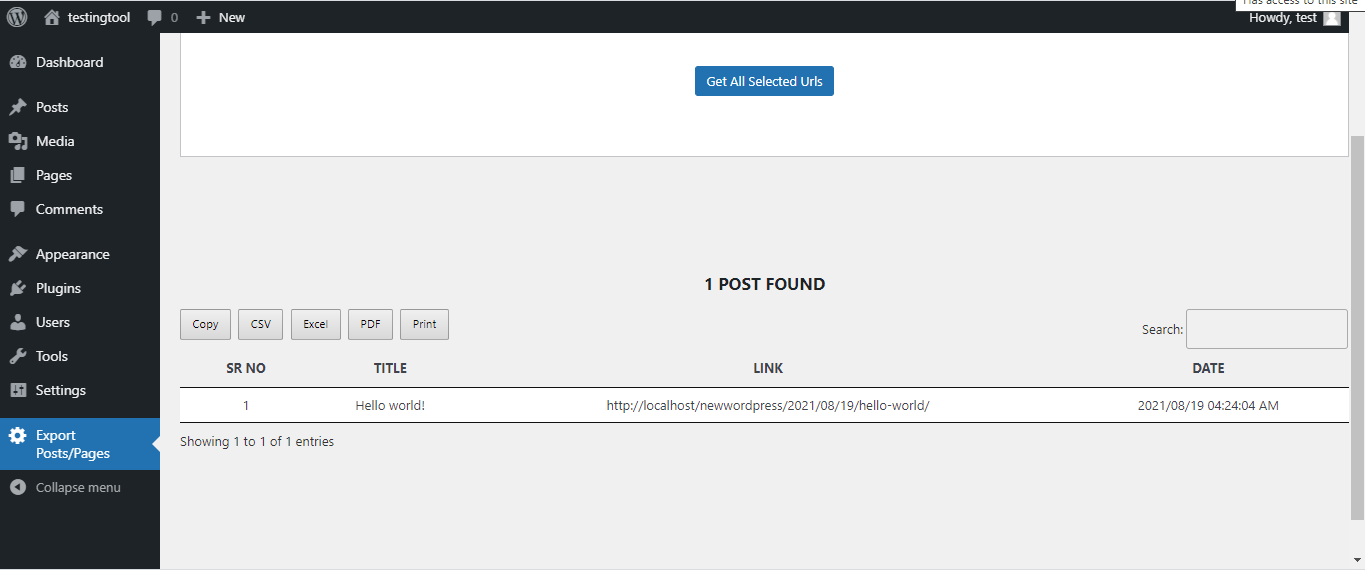 Has access to this site
testingtool 0 New Howdy, test
Dashboard
Posts
Media
Pages
Comments
Appearance
Plugins
Users
Tools
Settings
Export
Posts/Pages
Collapse menu
Get All Selected Urls
1 POST FOUND
Copy CSV Excel PDF Print Search:
SR NO TITLE LINK DATE
1 Hello world! http://localhost/newwordpress/2021/08/19/hello-world/ 2021/08/19 04:24:04 AM
Showing 1 to 1 of 1 entries